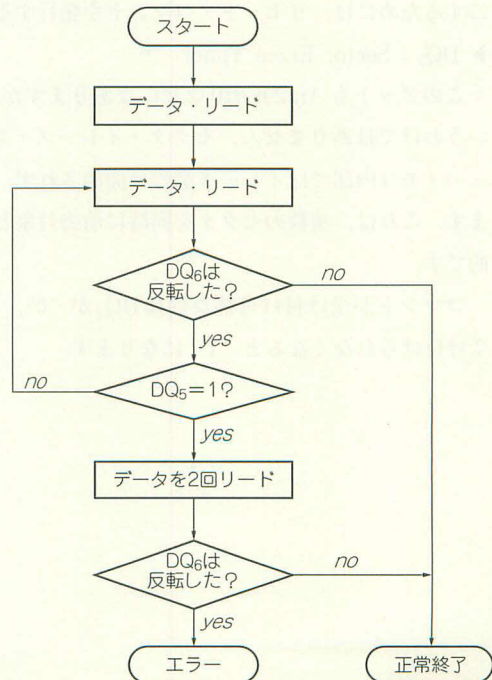 スタート
データ・リード
データ・リード
DQ6は
反転した?
no
yes
DQ5=1?
no
yes
データを2回リード
DQ6は
反転した?
no
yes
エラー
正常終了